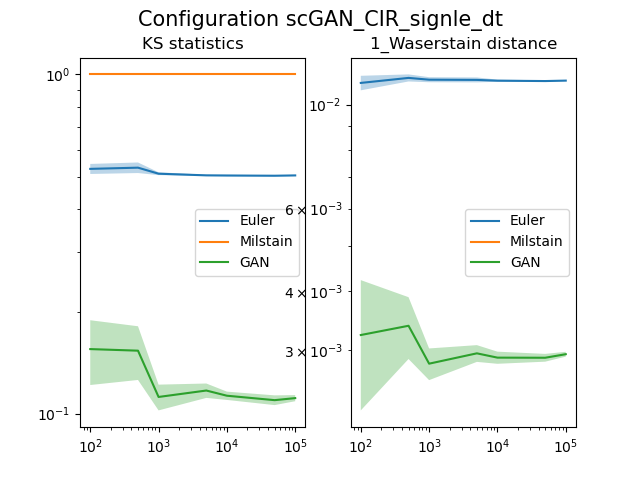 Configuration scGAN_CIR_signle_dt
KS statistics
10⁰
10⁻¹
Euler
Milstain
GAN
10² 10³ 10⁴ 10⁵
1_Waserstain distance
10⁻²
6 × 10⁻³
4 × 10⁻³
3 × 10⁻³
Euler
Milstain
GAN
10² 10³ 10⁴ 10⁵